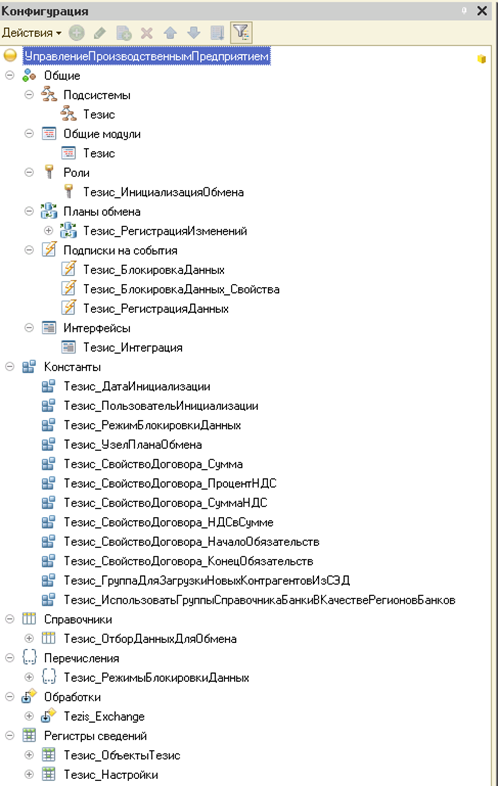 Конфигурация
Действия
УправлениеПроизводственнымПредприятием
Общие
Подсистемы
Тезис
Общие модули
Тезис
Роли
Тезис_ИнициализацияОбмена
Планы обмена
Тезис_РегистрацияИзменений
Подписки на события
Тезис_БлокировкаДанных
Тезис_БлокировкаДанных_Свойства
Тезис_РегистрацияДанных
Интерфейсы
Тезис_Интеграция
Константы
Тезис_ДатаИнициализации
Тезис_ПользовательИнициализации
Тезис_РежимБлокировкиДанных
Тезис_УзелПланаОбмена
Тезис_СвойствоДоговора_Сумма
Тезис_СвойствоДоговора_ПроцентНДС
Тезис_СвойствоДоговора_СуммаНДС
Тезис_СвойствоДоговора_НДСвСумме
Тезис_СвойствоДоговора_НачалоОбязательств
Тезис_СвойствоДоговора_КонецОбязательств
Тезис_ГруппаДляЗагрузкиНовыхКонтрагентовИзСЭД
Тезис_ИспользоватьГруппыСправочникаБанкиВКачествеРегионовБанков
Справочники
Тезис_ОтборДанныхДляОбмена
Перечисления
Тезис_РежимыБлокировкиДанных
Обработки
Tezis_Exchange
Регистры сведений
Тезис_ОбъектыТезис
Тезис_Настройки